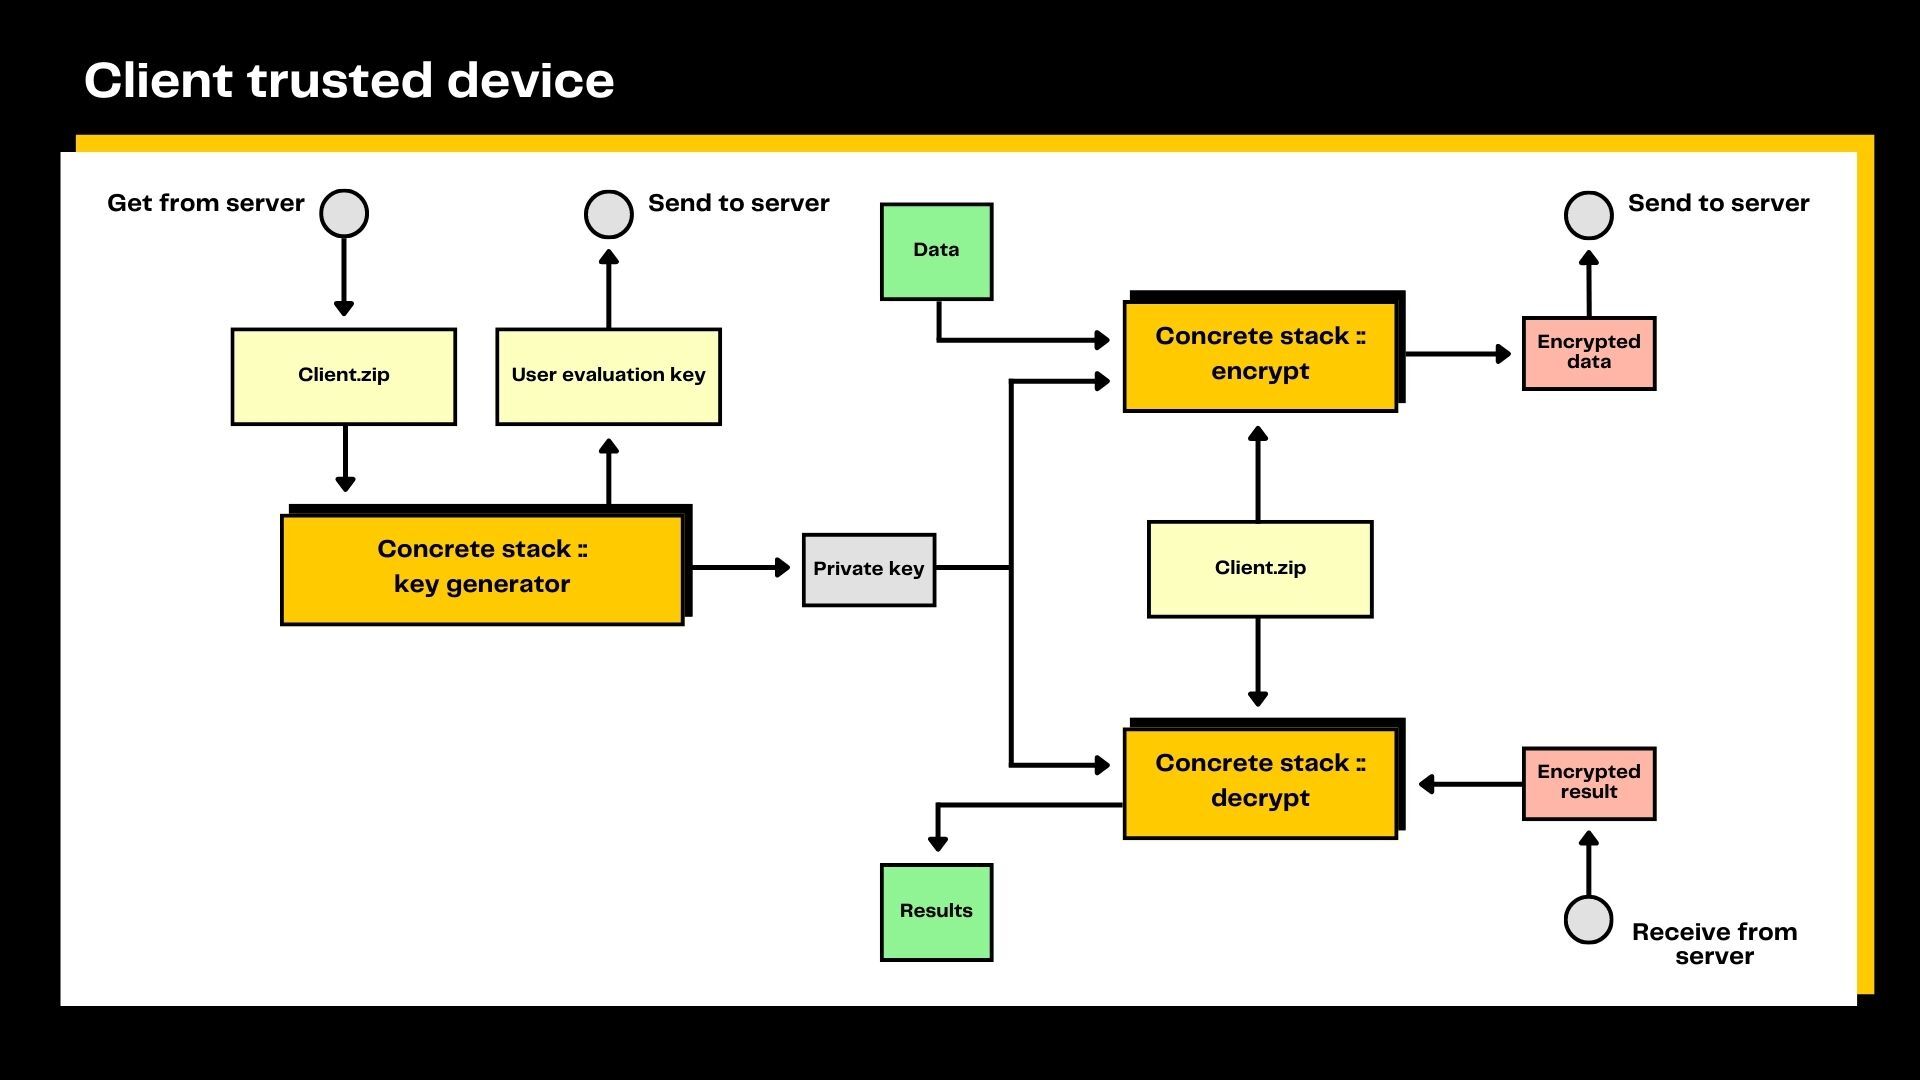 Client trusted device
Get from server
Send to server
Data
Send to server
Client.zip
User evaluation key
Concrete stack ::
encrypt
Encrypted
data
Concrete stack ::
key generator
Private key
Client.zip
Concrete stack ::
decrypt
Encrypted
result
Results
Receive from
server